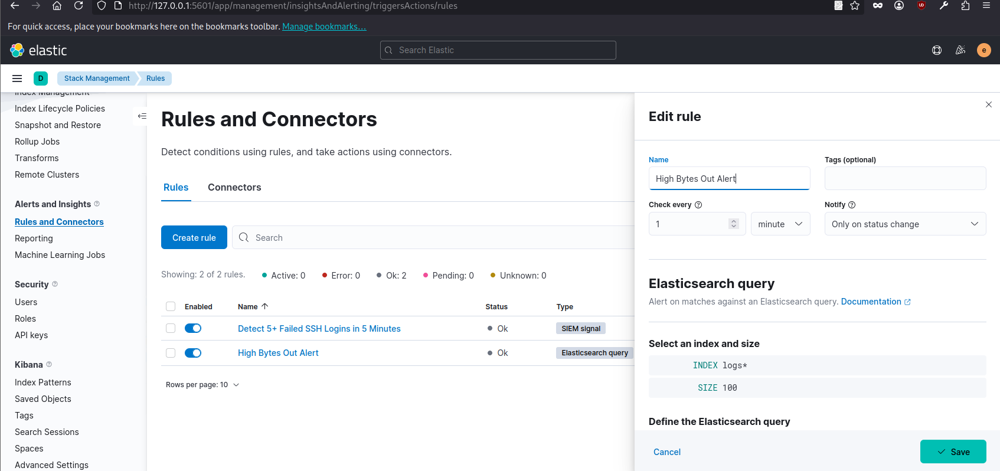 http://127.0.0.1:5601/app/management/insightsAndAlerting/triggersActions/rules
For quick access, place your bookmarks here on the bookmarks toolbar. Manage bookmarks...
elastic
Search Elastic
e
D
Stack Management
Rules
Index Management
Index Lifecycle Policies
Snapshot and Restore
Rollup Jobs
Transforms
Remote Clusters
Alerts and Insights
Rules and Connectors
Reporting
Machine Learning Jobs
Security
Users
Roles
API keys
Kibana
Index Patterns
Saved Objects
Tags
Search Sessions
Spaces
Advanced Settings
Rules and Connectors
Detect conditions using rules, and take actions using connectors.
Rules Connectors
Create rule
Search
Showing: 2 of 2 rules. Active: 0 Error: 0 Ok: 2 Pending: 0 Unknown: 0
Enabled Name Status Type
Detect 5+ Failed SSH Logins in 5 Minutes Ok SIEM signal
High Bytes Out Alert Ok Elasticsearch query
Rows per page: 10
Edit rule
Name Tags (optional)
High Bytes Out Alert
Check every Notify
1 minute Only on status change
Elasticsearch query
Alert on matches against an Elasticsearch query. Documentation
Select an index and size
INDEX logs*
SIZE 100
Define the Elasticsearch query
Cancel Save